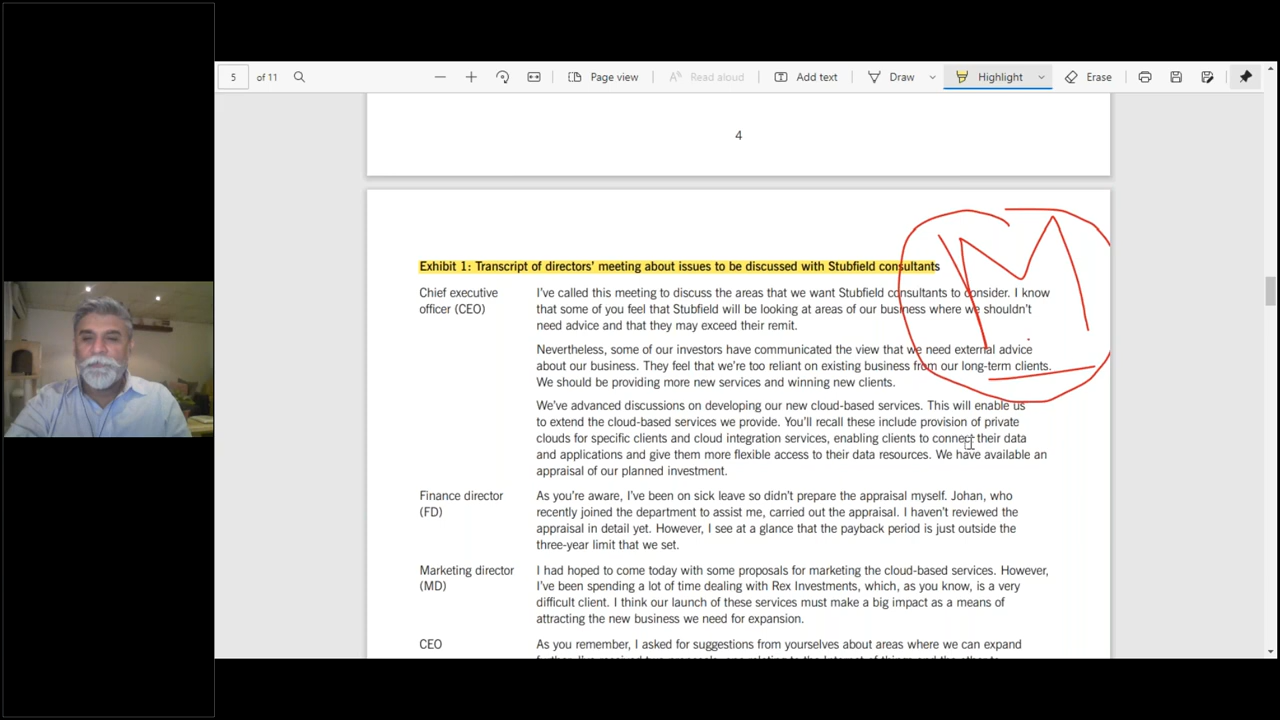 5 of 11
Page view
Read aloud
Add text
Draw
Highlight
Erase
4
M
Exhibit 1: Transcript of directors' meeting about issues to be discussed with Stubfield consultants
Chief executive
officer (CEO)
I've called this meeting to discuss the areas that we want Stubfield consultants to consider. I know
that some of you feel that Stubfield will be looking at areas of our business where we shouldn't
need advice and that they may exceed their remit.
Nevertheless, some of our investors have communicated the view that we need external advice
about our business. They feel that we're too reliant on existing business from our long-term clients.
We should be providing more new services and winning new clients.
We've advanced discussions on developing our new cloud-based services. This will enable us
to extend the cloud-based services we provide. You'll recall these include provision of private
clouds for specific clients and cloud integration services, enabling clients to connect their data
and applications and give them more flexible access to their data resources. We have available an
appraisal of our planned investment.
Finance director
(FD)
As you're aware, I've been on sick leave so didn't prepare the appraisal myself. Johan, who
recently joined the department to assist me, carried out the appraisal. I haven't reviewed the
appraisal in detail yet. However, I see at a glance that the payback period is just outside the
three-year limit that we set.
Marketing director
(MD)
I had hoped to come today with some proposals for marketing the cloud-based services. However,
I've been spending a lot of time dealing with Rex Investments, which, as you know, is a very
difficult client. I think our launch of these services must make a big impact as a means of
attracting the new business we need for expansion.
CEO
As you remember, I asked for suggestions from yourselves about areas where we can expand